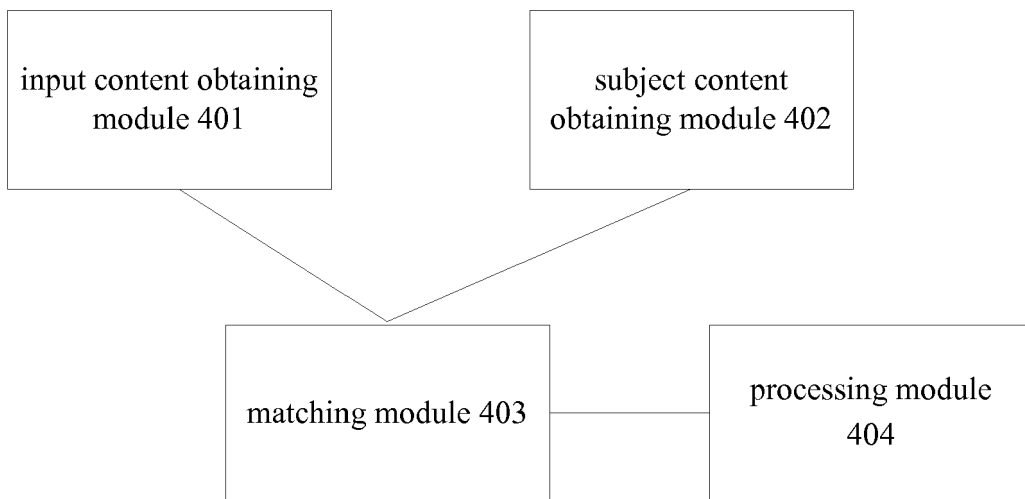 input content obtaining
module 401
subject content
obtaining module 402
matching module 403
processing module
404